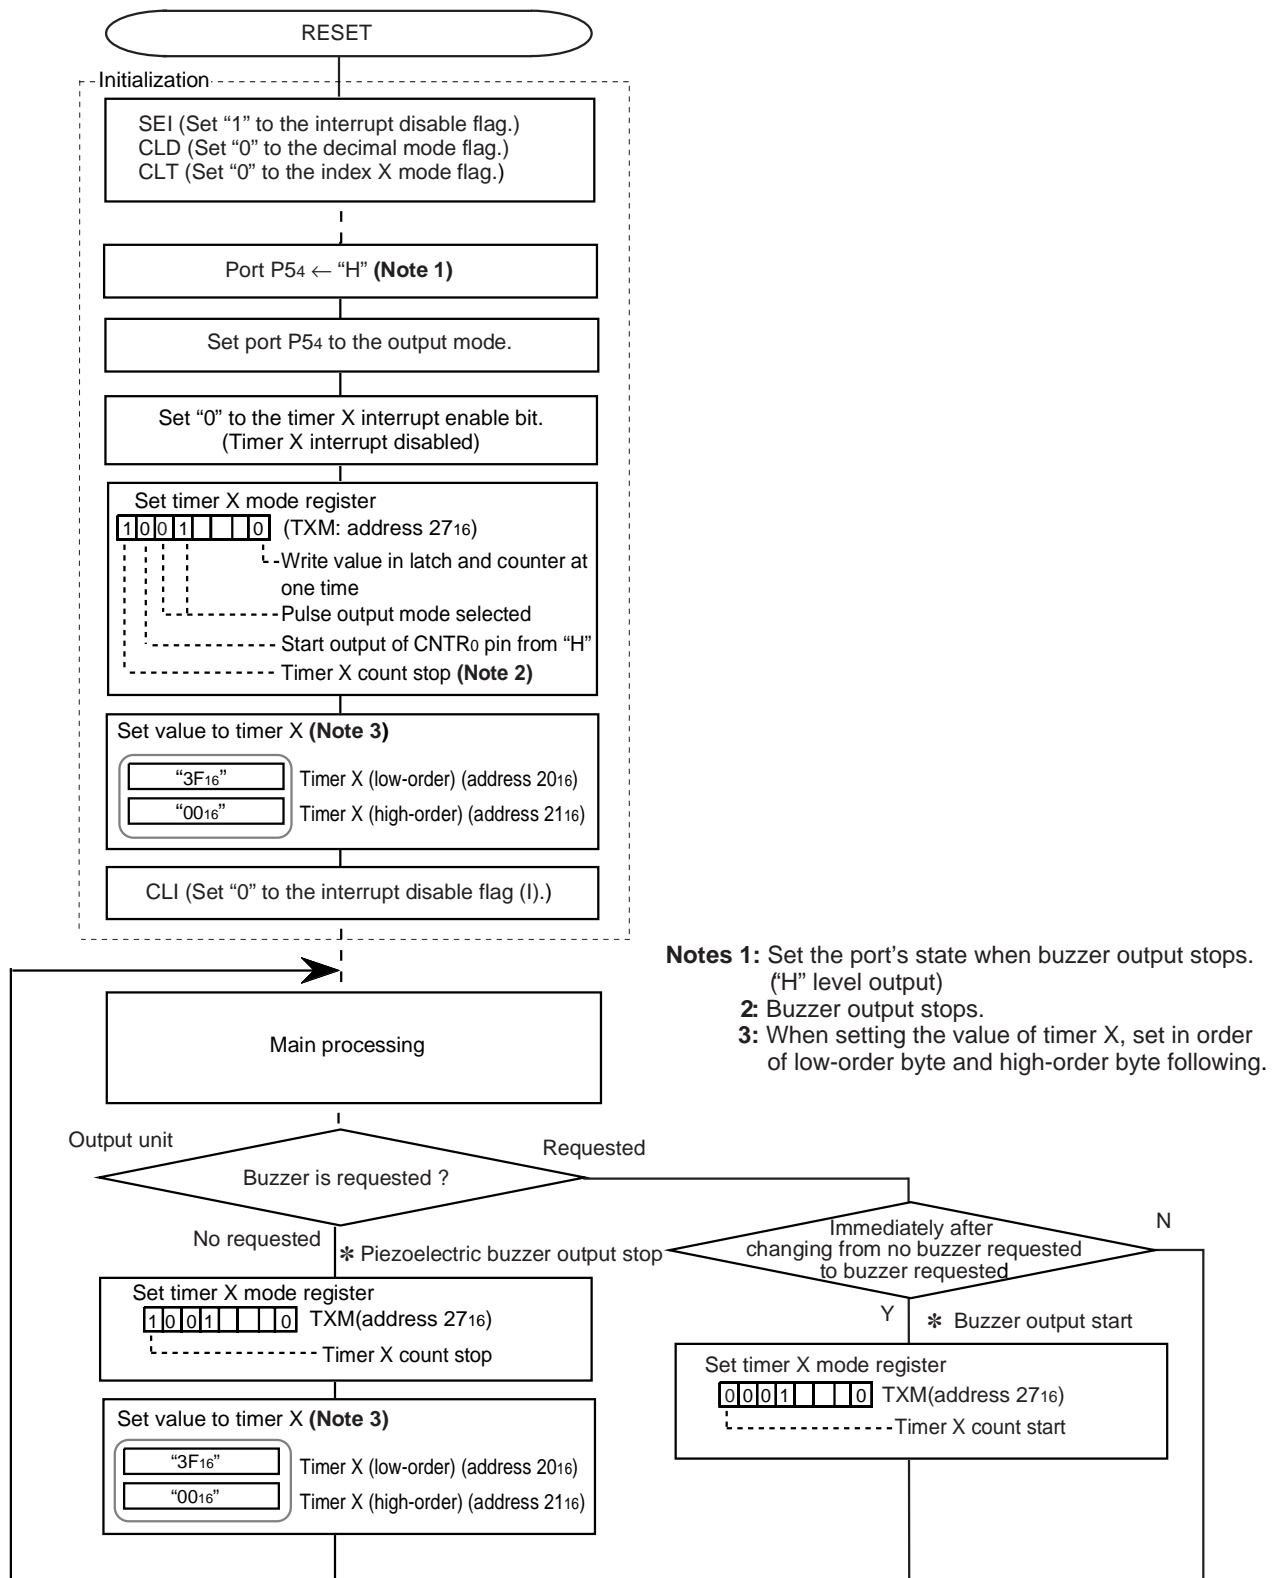 RESET
Initialization
SEI (Set “1” to the interrupt disable flag.)
CLD (Set “0” to the decimal mode flag.)
CLT (Set “0” to the index X mode flag.)
Port P54 ← “H” (Note 1)
Set port P54 to the output mode.
Set “0” to the timer X interrupt enable bit.
(Timer X interrupt disabled)
Set timer X mode register
1 0 0 1 0 (TXM: address 2716)
Write value in latch and counter at
one time
Pulse output mode selected
Start output of CNTR0 pin from “H”
Timer X count stop (Note 2)
Set value to timer X (Note 3)
“3F16” Timer X (low-order) (address 2016)
“0016” Timer X (high-order) (address 2116)
CLI (Set “0” to the interrupt disable flag (I).)
Notes 1: Set the port’s state when buzzer output stops.
(“H” level output)
2: Buzzer output stops.
3: When setting the value of timer X, set in order
of low-order byte and high-order byte following.
Main processing
Output unit
Buzzer is requested ?
Requested
No requested
✽ Piezoelectric buzzer output stop
Immediately after
changing from no buzzer requested
to buzzer requested
N
Y
✽ Buzzer output start
Set timer X mode register
1 0 0 1 0 TXM(address 2716)
Timer X count stop
Set timer X mode register
0 0 0 1 0 TXM(address 2716)
Timer X count start
Set value to timer X (Note 3)
“3F16” Timer X (low-order) (address 2016)
“0016” Timer X (high-order) (address 2116)